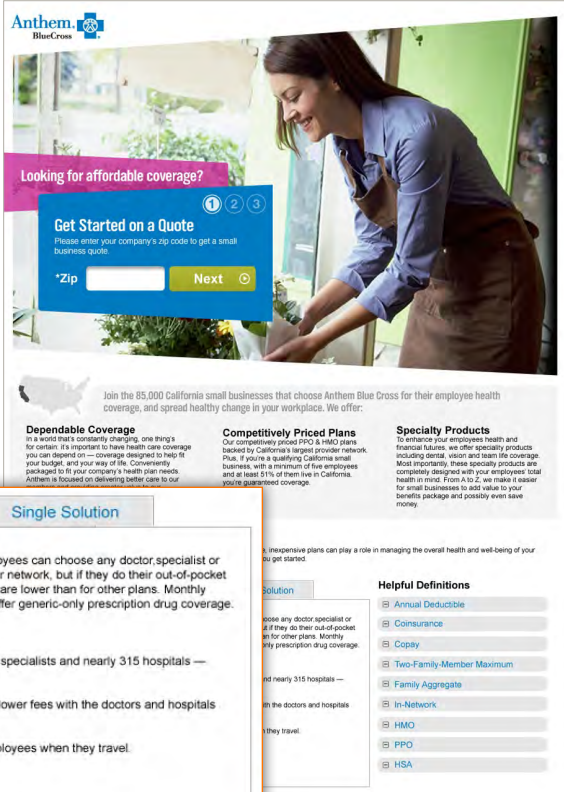 Anthem.
BlueCross
Looking for affordable coverage?
1 2 3
Get Started on a Quote
Please enter your company's zip code to get a small
business quote.
*Zip
Next
Join the 85,000 California small businesses that choose Anthem Blue Cross for their employee health
coverage, and spread healthy change in your workplace. We offer:
Dependable Coverage
In a world that's constantly changing, one thing's
for certain: it's important to have health care coverage
you can depend on — coverage designed to help fit
your budget, and your way of life. Conveniently
packaged to fit your company's health plan needs.
Anthem is focused on delivering better care to our
Competitively Priced Plans
Our competitively priced PPO & HMO plans
backed by California's largest provider network.
Plus, If you're a qualifying California small
business, with a minimum of five employees
and at least 51% of them live in California,
you're guaranteed coverage.
Specialty Products
To enhance your employees health and
financial futures, we offer speciality products
including dental, vision and team life coverage.
Most importantly, these specialty products are
completely designed with your employees' total
health in mind. From A to Z, we make it easier
for small businesses to add value to your
benefits package and possibly even save
money.
Single Solution
oyees can choose any doctor,specialist or
r network, but if they do their out-of-pocket
are lower than for other plans. Monthly
ffer generic-only prescription drug coverage.
specialists and nearly 315 hospitals —
lower fees with the doctors and hospitals
ployees when they travel.
e, inexpensive plans can play a role in managing the overall health and well-being of your
ou get started.
Solution
oose any doctor,specialist or
ut if they do their out-of-pocket
an for other plans. Monthly
only prescription drug coverage.
nd nearly 315 hospitals —
ith the doctors and hospitals
n they travel.
Helpful Definitions
Annual Deductible
Coinsurance
Copay
Two-Family-Member Maximum
Family Aggregate
In-Network
HMO
PPO
HSA